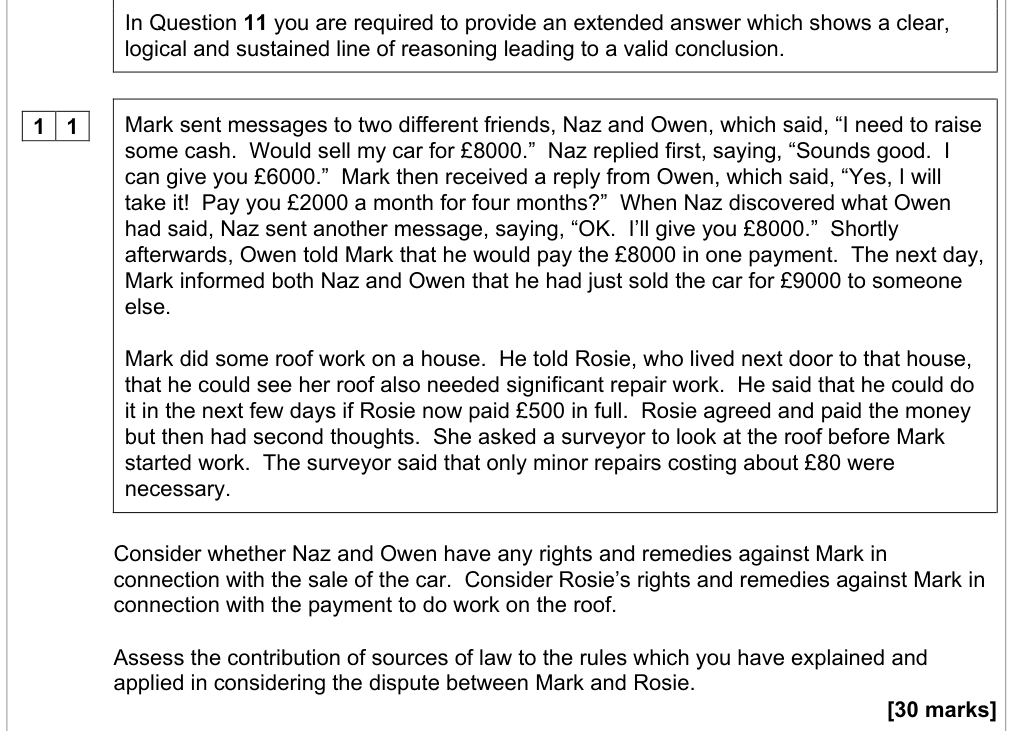 In Question 11 you are required to provide an extended answer which shows a clear,
logical and sustained line of reasoning leading to a valid conclusion.
1 1
Mark sent messages to two different friends, Naz and Owen, which said, “I need to raise
some cash.  Would sell my car for £8000.”  Naz replied first, saying, “Sounds good.  I
can give you £6000.”  Mark then received a reply from Owen, which said, “Yes, I will
take it!  Pay you £2000 a month for four months?”  When Naz discovered what Owen
had said, Naz sent another message, saying, “OK.  I’ll give you £8000.”  Shortly
afterwards, Owen told Mark that he would pay the £8000 in one payment.  The next day,
Mark informed both Naz and Owen that he had just sold the car for £9000 to someone
else.
Mark did some roof work on a house.  He told Rosie, who lived next door to that house,
that he could see her roof also needed significant repair work.  He said that he could do
it in the next few days if Rosie now paid £500 in full.  Rosie agreed and paid the money
but then had second thoughts.  She asked a surveyor to look at the roof before Mark
started work.  The surveyor said that only minor repairs costing about £80 were
necessary.
Consider whether Naz and Owen have any rights and remedies against Mark in
connection with the sale of the car.  Consider Rosie’s rights and remedies against Mark in
connection with the payment to do work on the roof.
Assess the contribution of sources of law to the rules which you have explained and
applied in considering the dispute between Mark and Rosie.
[30 marks]